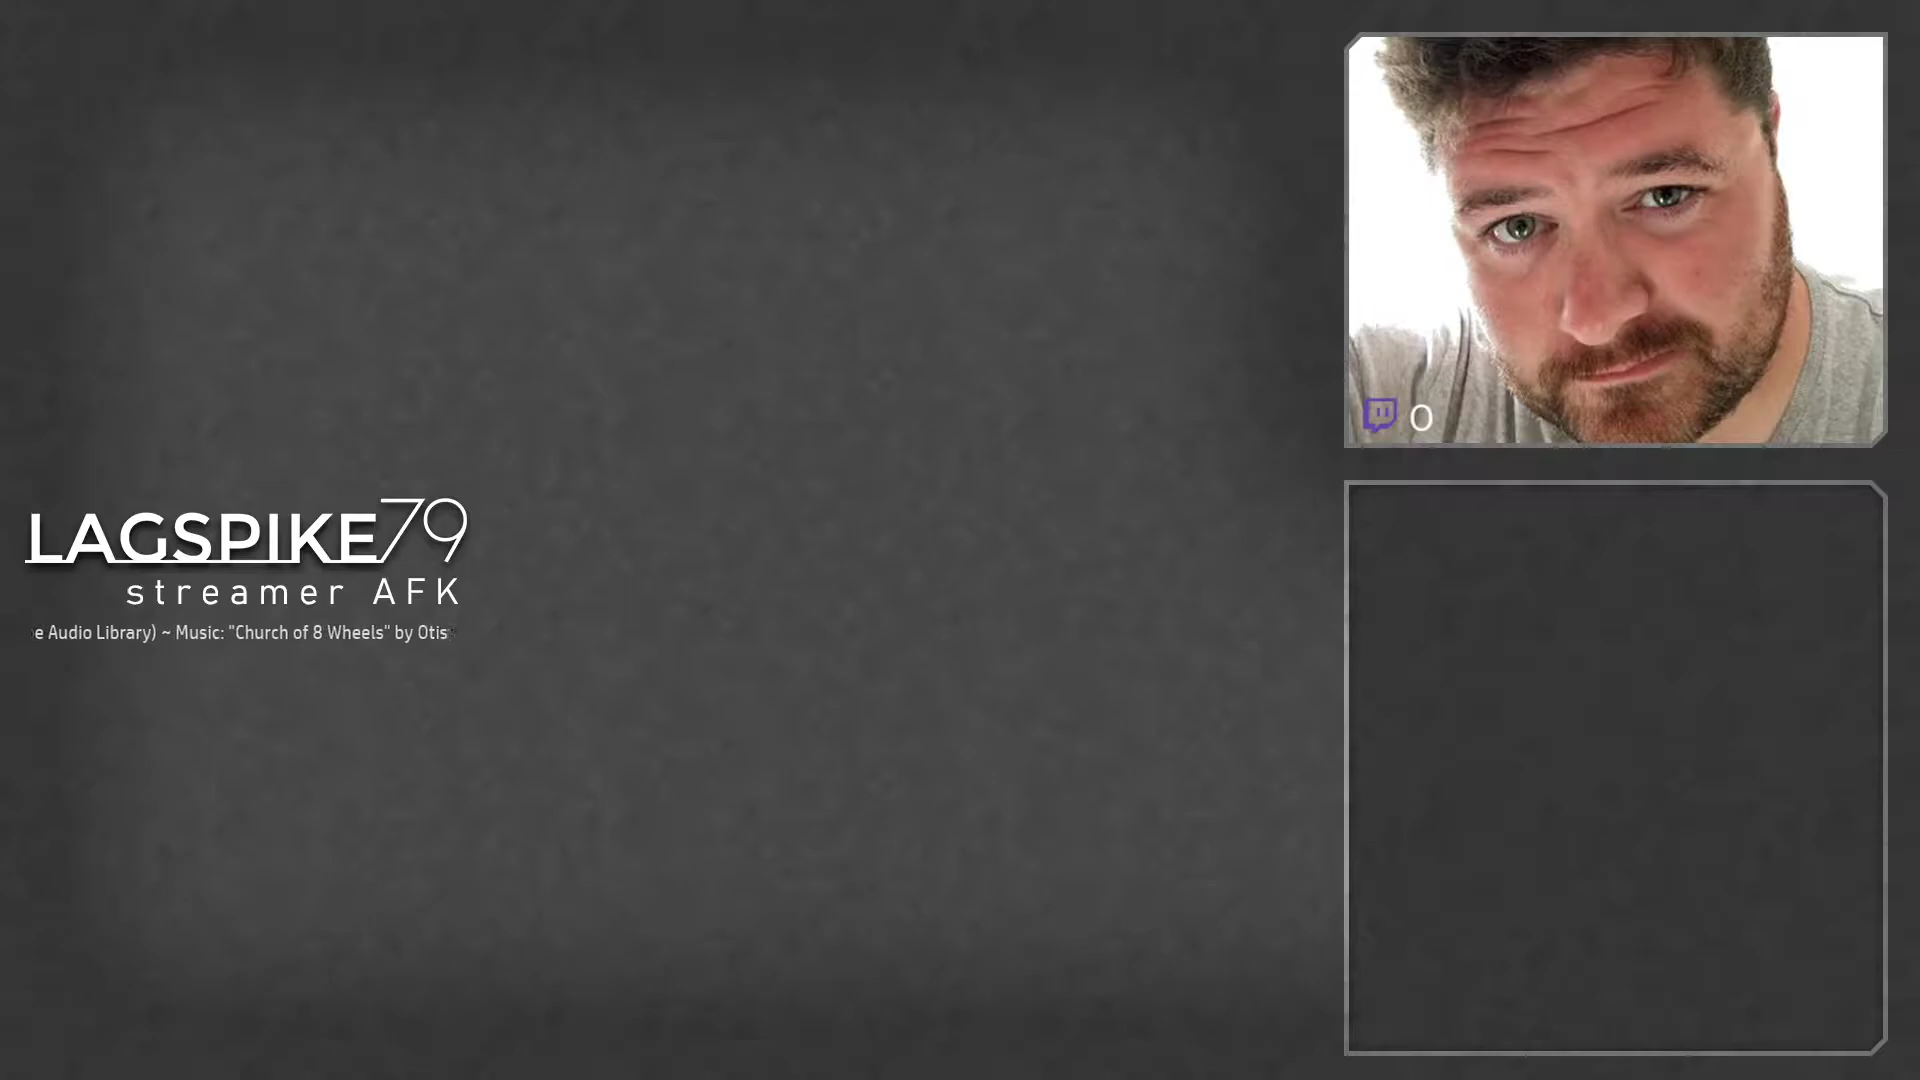 LAGSPIKE79
streamer AFK
e Audio Library) ~ Music: "Church of 8 Wheels" by Otis
0